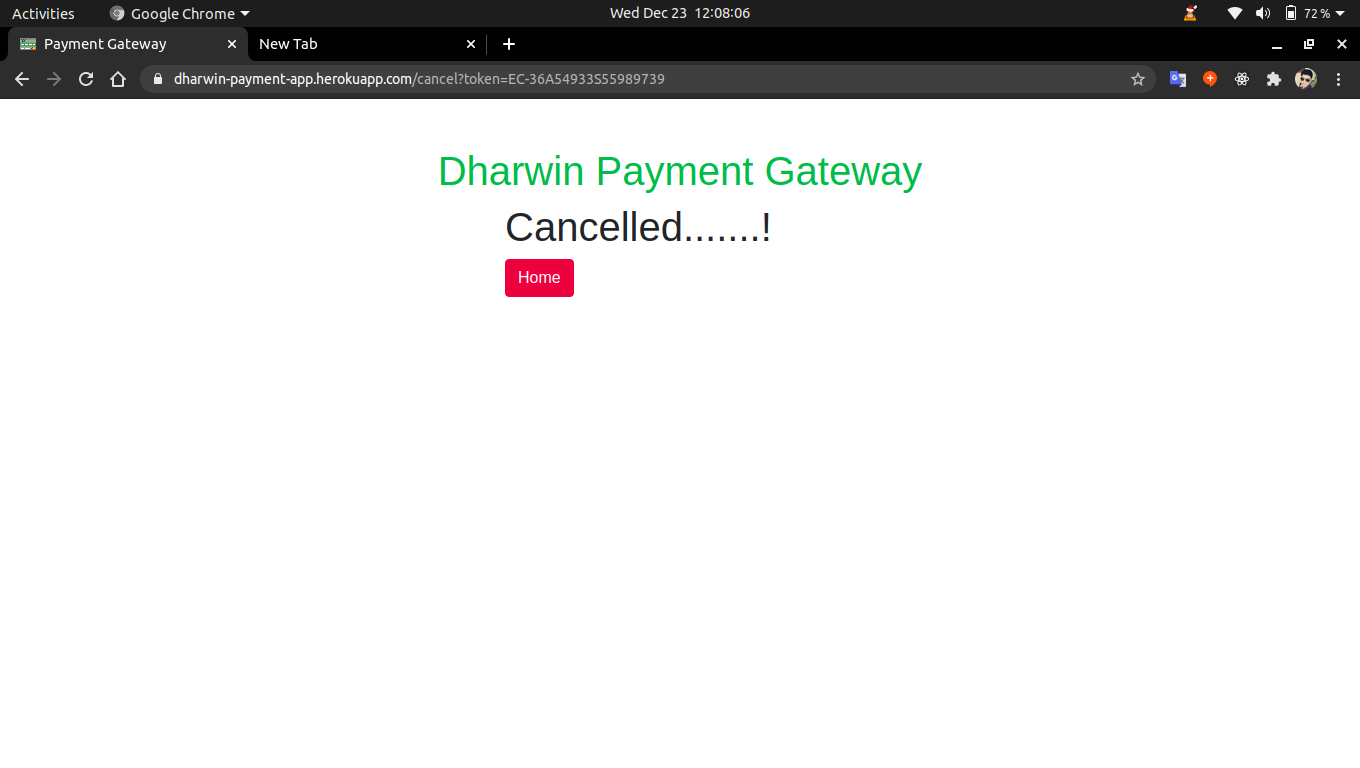 Activities Google Chrome Wed Dec 23 12:08:06 72 %
Payment Gateway New Tab
dharwin-payment-app.herokuapp.com/cancel?token=EC-36A54933S55989739
Dharwin Payment Gateway
Cancelled.......!
Home